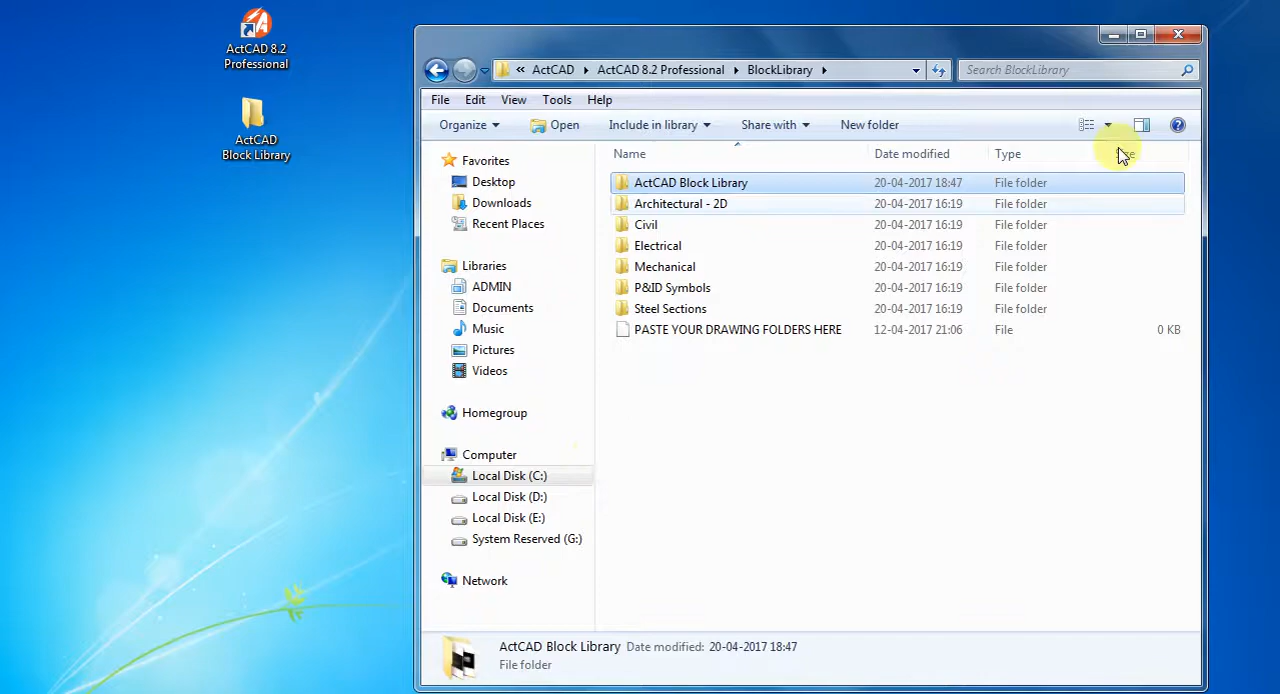 ActCAD 8.2
Professional
ActCAD
Block Library
« ActCAD ActCAD 8.2 Professional BlockLibrary
Search BlockLibrary
File Edit View Tools Help
Organize Open Include in library Share with New folder
Name Date modified Type
Favorites
Desktop
Downloads
Recent Places
Libraries
ADMIN
Documents
Music
Pictures
Videos
Homegroup
Computer
Local Disk (C:)
Local Disk (D:)
Local Disk (E:)
System Reserved (G:)
Network
ActCAD Block Library 20-04-2017 18:47 File folder
Architectural - 2D 20-04-2017 16:19 File folder
Civil 20-04-2017 16:19 File folder
Electrical 20-04-2017 16:19 File folder
Mechanical 20-04-2017 16:19 File folder
P&ID Symbols 20-04-2017 16:19 File folder
Steel Sections 20-04-2017 16:19 File folder
PASTE YOUR DRAWING FOLDERS HERE 12-04-2017 21:06 File 0 KB
ActCAD Block Library Date modified: 20-04-2017 18:47
File folder